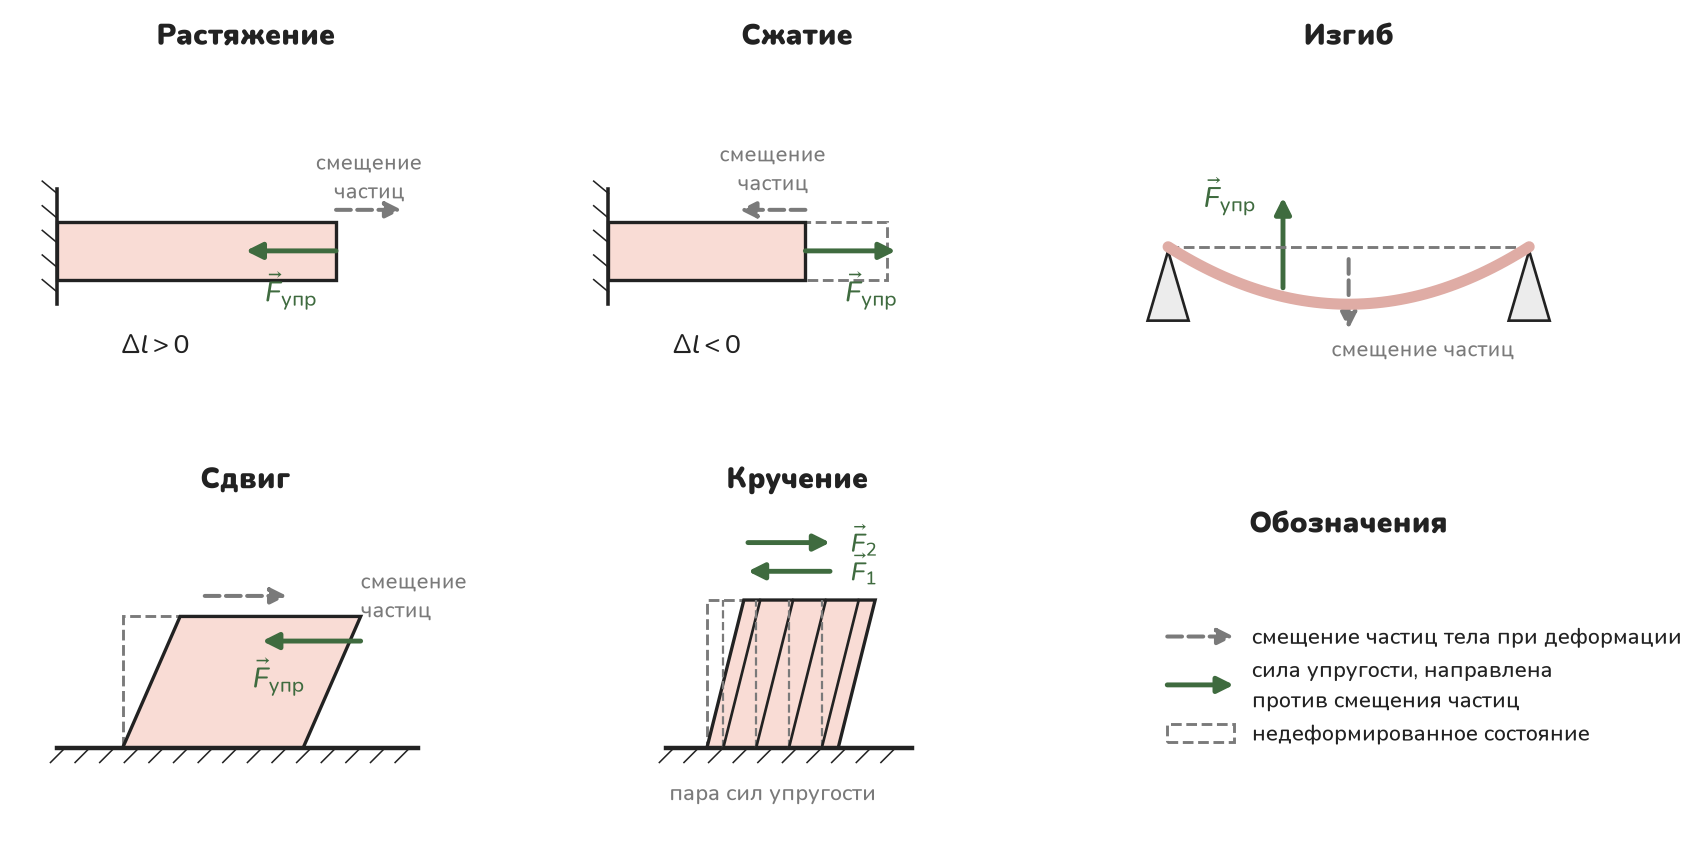 Растяжение
смещение
частиц
F⃗упр
Δl > 0
Сжатие
смещение
частиц
F⃗упр
Δl < 0
Изгиб
F⃗упр
смещение частиц
Сдвиг
смещение
частиц
F⃗упр
Кручение
F⃗2
F⃗1
пара сил упругости
Обозначения
смещение частиц тела при деформации
сила упругости, направлена
против смещения частиц
недеформированное состояние